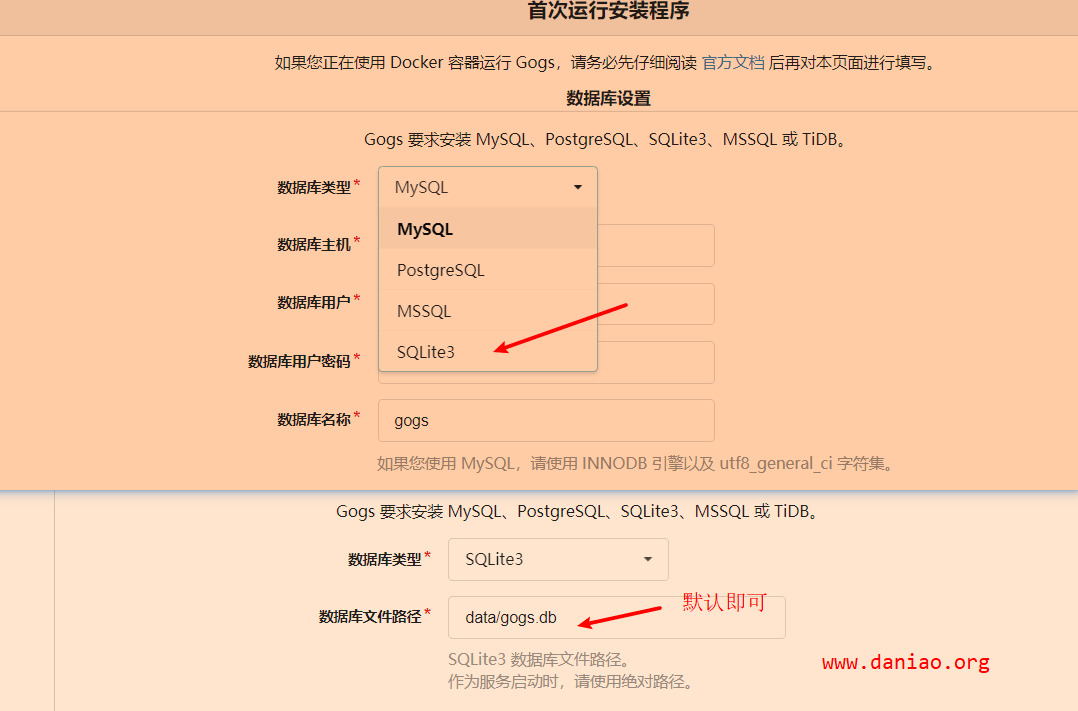 首次运行安装程序
如果您正在使用 Docker 容器运行 Gogs，请务必先仔细阅读 官方文档 后再对本页面进行填写。
数据库设置
Gogs 要求安装 MySQL、PostgreSQL、SQLite3、MSSQL 或 TiDB。
数据库类型* MySQL
MySQL
数据库主机*
PostgreSQL
数据库用户*
MSSQL
SQLite3
数据库用户密码*
数据库名称* gogs
如果您使用 MySQL，请使用 INNODB 引擎以及 utf8_general_ci 字符集。
Gogs 要求安装 MySQL、PostgreSQL、SQLite3、MSSQL 或 TiDB。
数据库类型* SQLite3
默认即可
数据库文件路径* data/gogs.db
SQLite3 数据库文件路径。
www.daniao.org
作为服务启动时，请使用绝对路径。